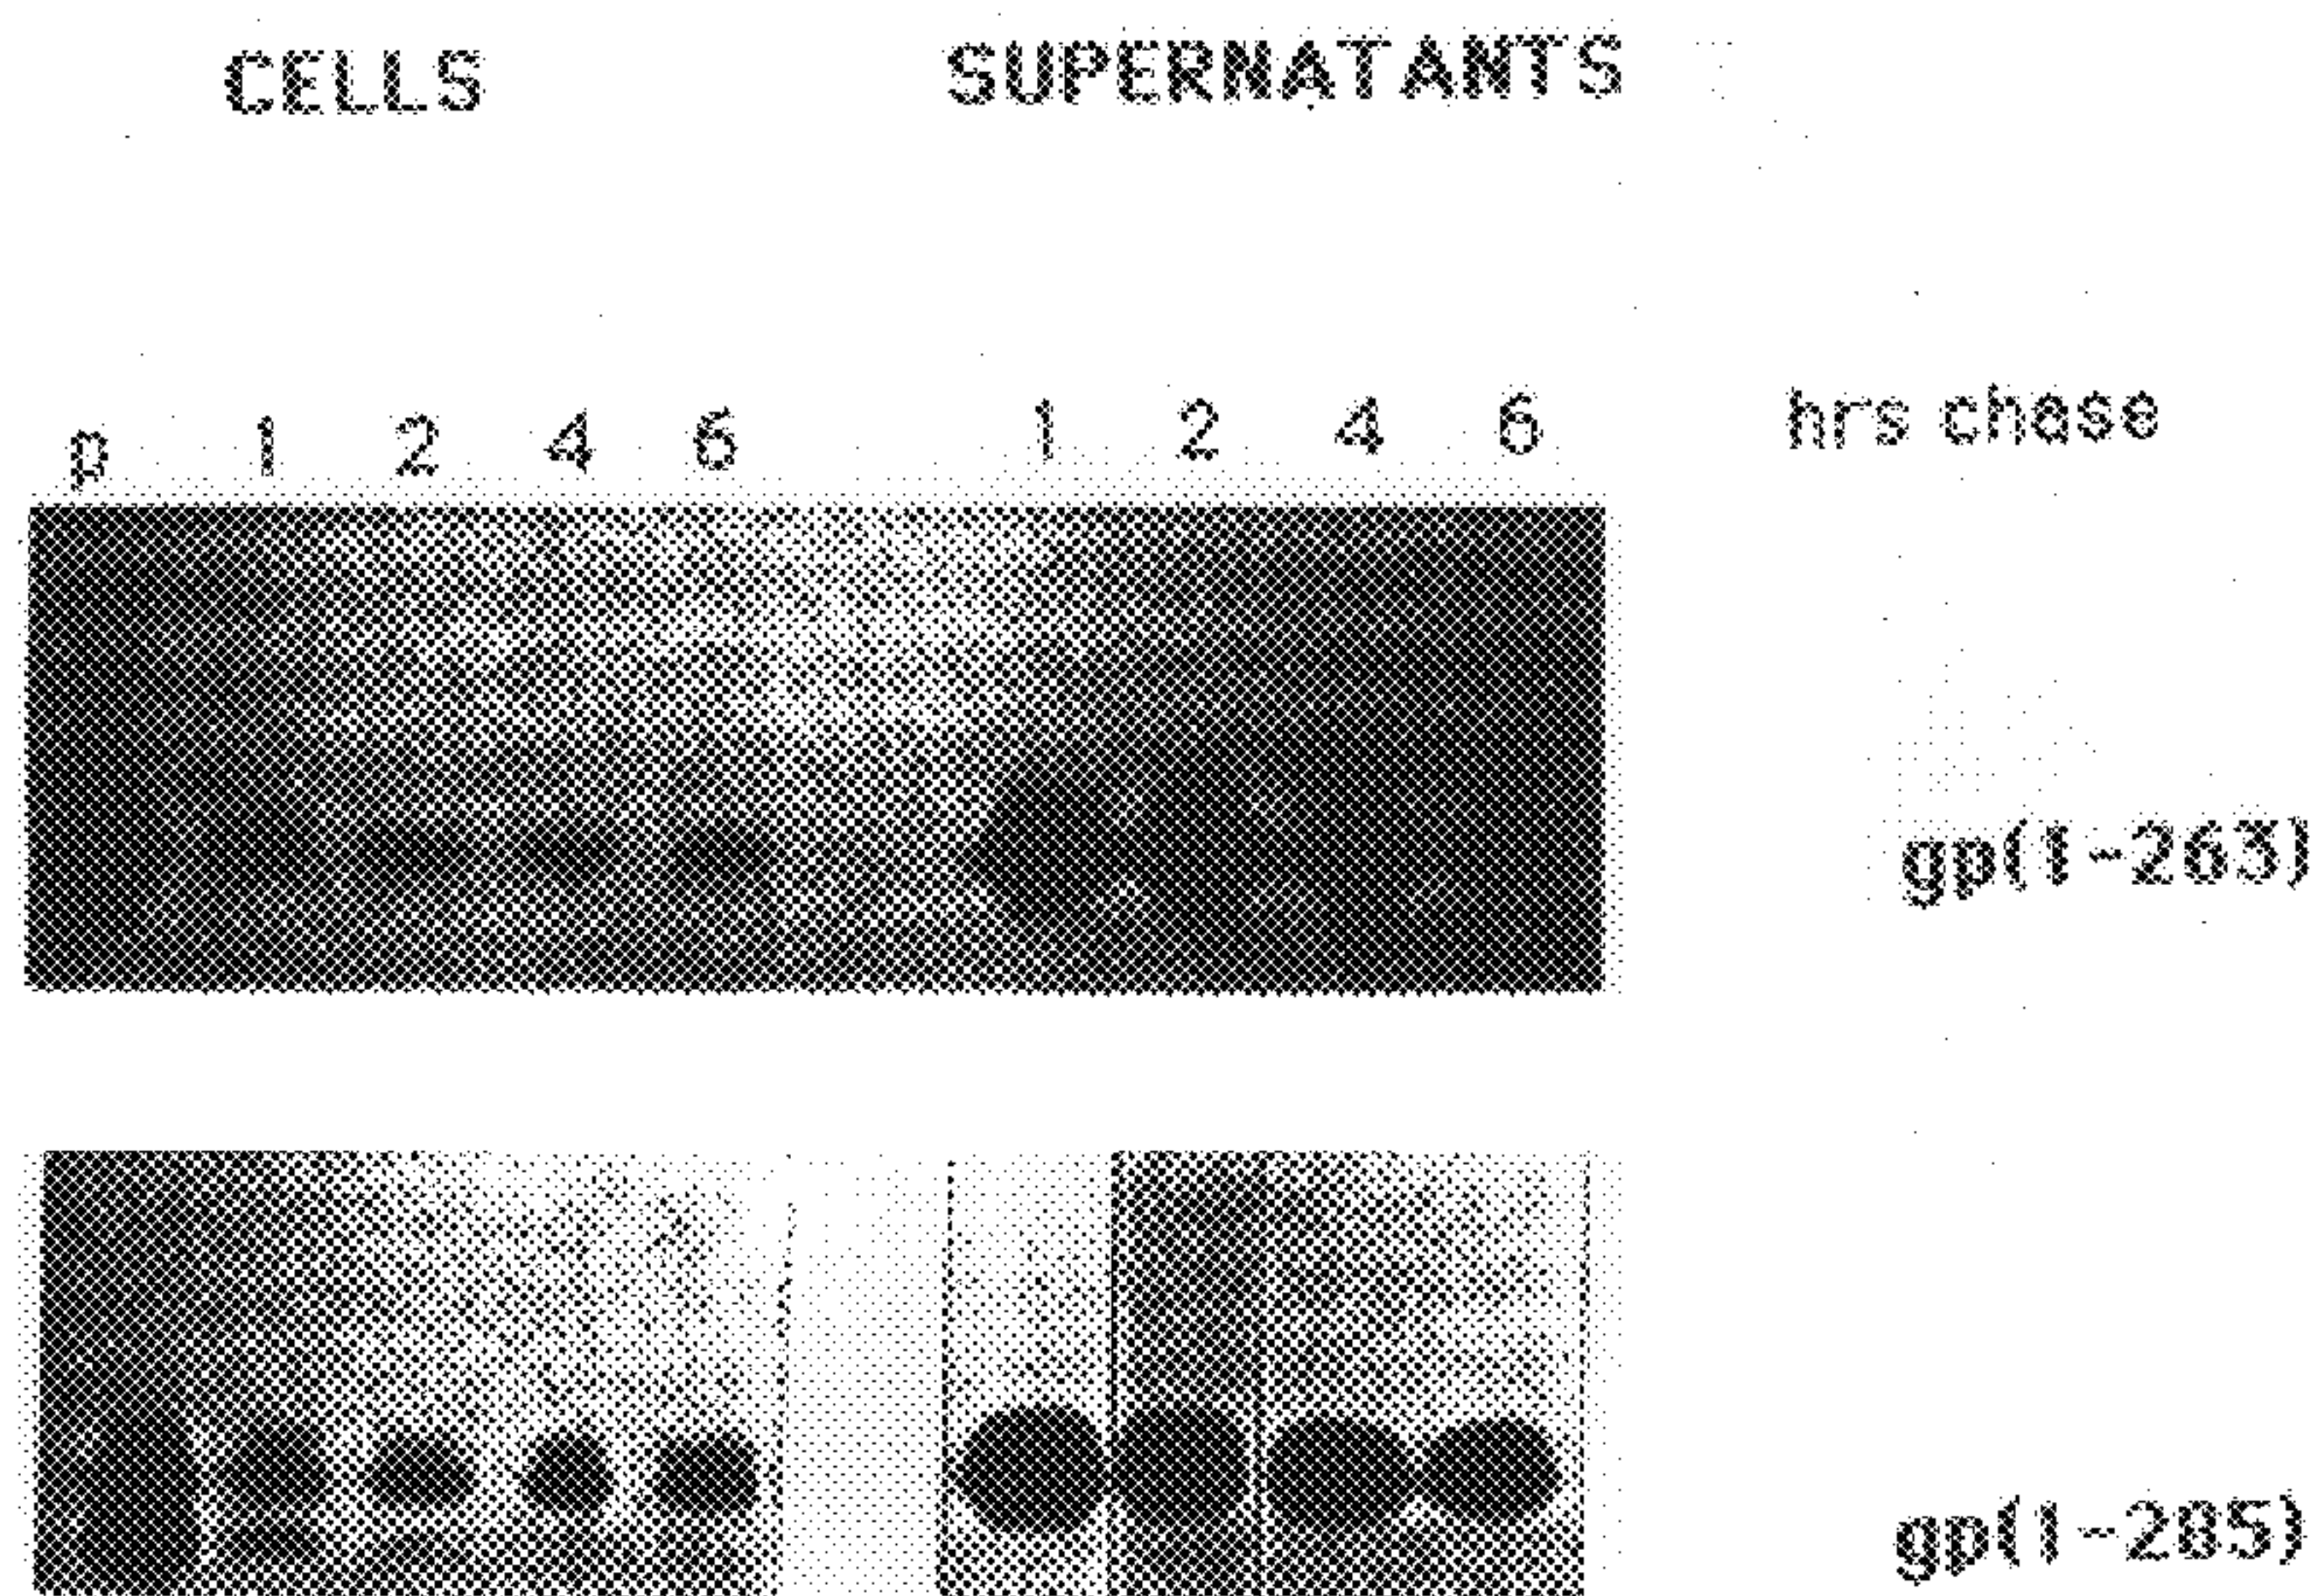 CELLS SUPERNATANTS
p 1 2 4 6 1 2 4 6 hrs chase
gp(1-263)
gp(1-285)